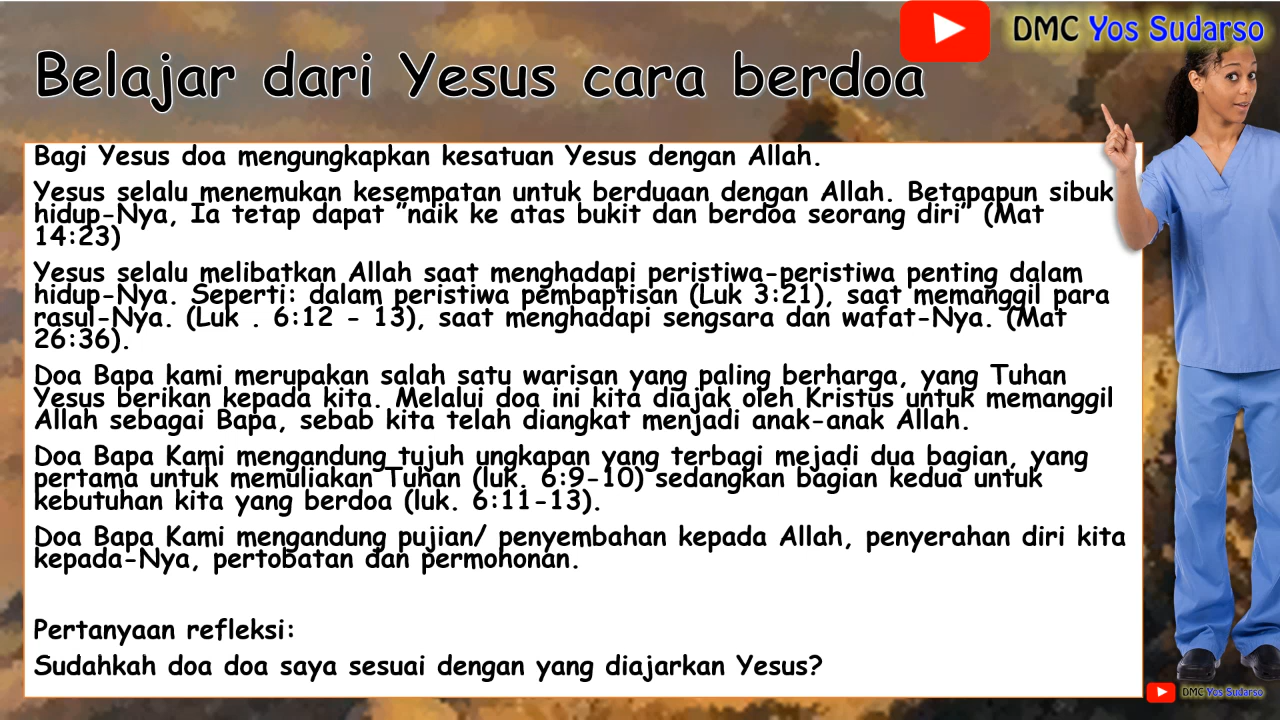 DMC Yos Sudarso
Belajar dari Yesus cara berdoa
Bagi Yesus doa mengungkapkan kesatuan Yesus dengan Allah.
Yesus selalu menemukan kesempatan untuk berduaan dengan Allah. Betapapun sibuk
hidup-Nya, Ia tetap dapat ”naik ke atas bukit dan berdoa seorang diri” (Mat
14:23)
Yesus selalu melibatkan Allah saat menghadapi peristiwa-peristiwa penting dalam
hidup-Nya. Seperti: dalam peristiwa pembaptisan (Luk 3:21), saat memanggil para
rasul-Nya. (Luk . 6:12 - 13), saat menghadapi sengsara dan wafat-Nya. (Mat
26:36).
Doa Bapa kami merupakan salah satu warisan yang paling berharga, yang Tuhan
Yesus berikan kepada kita. Melalui doa ini kita diajak oleh Kristus untuk memanggil
Allah sebagai Bapa, sebab kita telah diangkat menjadi anak-anak Allah.
Doa Bapa Kami mengandung tujuh ungkapan yang terbagi mejadi dua bagian, yang
pertama untuk memuliakan Tuhan (luk. 6:9-10) sedangkan bagian kedua untuk
kebutuhan kita yang berdoa (luk. 6:11-13).
Doa Bapa Kami mengandung pujian/ penyembahan kepada Allah, penyerahan diri kita
kepada-Nya, pertobatan dan permohonan.
Pertanyaan refleksi:
Sudahkah doa doa saya sesuai dengan yang diajarkan Yesus?
DMC Yos Sudarso